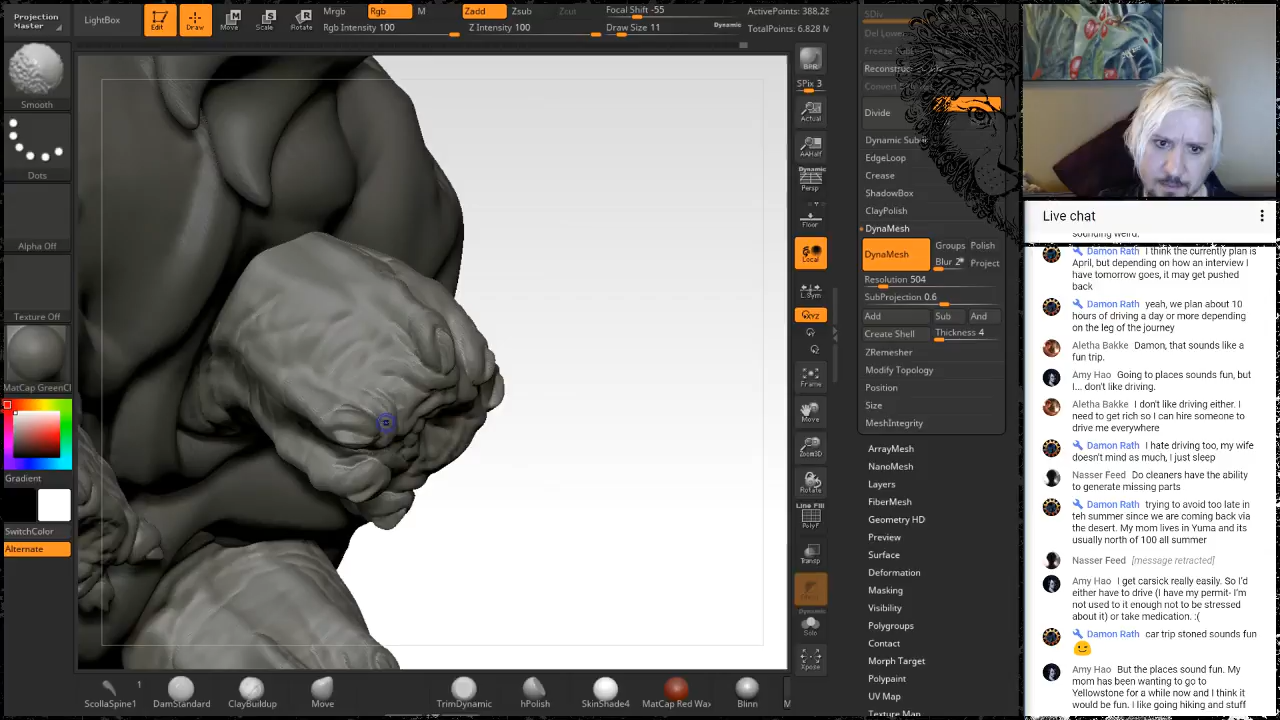 Projection Master
LightBox
Edit
Draw
Move
Scale
Rotate
Mrgb
Rgb
M
Rgb Intensity 100
Zadd
Zsub
Zcut
Z Intensity 100
Focal Shift -55
Draw Size 11
Dynamic
ActivePoints: 388,28
TotalPoints: 6.828 M
Smooth
Dots
Alpha Off
Texture Off
MatCap GreenCl
Gradient
SwitchColor
Alternate
BPR
SPix 3
Actual
AAHalf
Dynamic
Persp
Floor
Local
L.Sym
XYZ
Frame
Move
Zoom3D
Rotate
Line Fill
PolyF
Transp
Dynamic
Solo
Xpose
SDiv
Del Lower
Divide
EdgeLoop
Crease
ShadowBox
ClayPolish
DynaMesh
DynaMesh
Groups
Polish
Blur 2
Project
Resolution 504
SubProjection 0.6
Add
Sub
And
Create Shell
Thickness 4
ZRemesher
Modify Topology
Position
Size
MeshIntegrity
ArrayMesh
NanoMesh
Layers
FiberMesh
Geometry HD
Preview
Surface
Deformation
Masking
Visibility
Polygroups
Contact
Morph Target
Polypaint
UV Map
Texture Map
1
ScollaSpine1
DamStandard
ClayBuildup
Move
TrimDynamic
hPolish
SkinShade4
MatCap Red Wax
Blinn
M
Live chat
sounding weird.
Damon Rath I think the currently plan is
April, but depending on how an interview I
have tomorrow goes, it may get pushed
back
Damon Rath yeah, we plan about 10
hours of driving a day or more depending
on the leg of the journey
Aletha Bakke Damon, that sounds like a
fun trip.
Amy Hao Going to places sound fun, but
I... don't like driving.
Aletha Bakke I don't like driving either. I
need to get rich so I can hire someone to
drive me everywhere
Damon Rath I hate driving too, my wife
doesn't mind as much, I just sleep
Nasser Feed Do cleaners have the ability
to generate missing parts
Damon Rath trying to avoid too late in
teh summer since we are coming back via
the desert. My mom lives in Yuma and its
usually north of 100 all summer
Nasser Feed [message retracted]
Amy Hao I get carsick really easily. So I'd
either have to drive (I have my permit- I'm
not used to it enough not to be stressed
about it) or take medication. :(
Damon Rath car trip stoned sounds fun
Amy Hao But the places sound fun. My
mom has been wanting to go to
Yellowstone for a while now and I think it
would be fun. I like going hiking and stuff